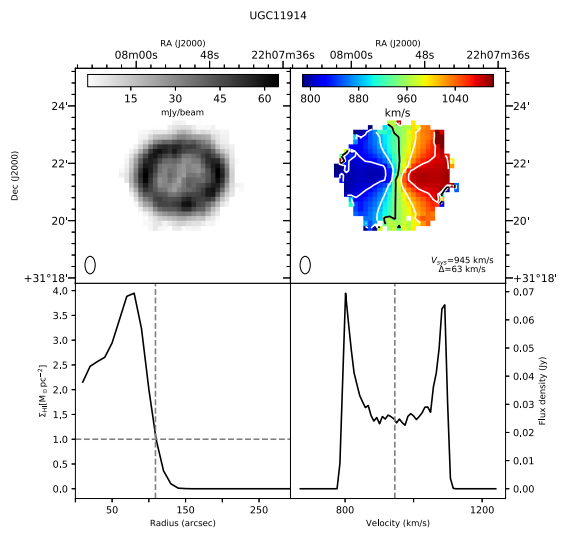 UGC11914
RA (J2000)
08m00s 48s 22h07m36s
RA (J2000)
08m00s 48s 22h07m36s
15 30 45 60
mJy/beam
800 880 960 1040
km/s
Dec (J2000)
24'
22'
20'
+31°18'
24'
22'
20'
+31°18'
V_sys=945 km/s
Δ=63 km/s
Σ_HI[M_⊙pc⁻²]
4.0
3.5
3.0
2.5
2.0
1.5
1.0
0.5
0.0
50 150 250
Radius (arcsec)
0,07
0,06
0,05
0,04
0,03
0,02
0,01
0,00
Flux density (Jy)
800 1200
Velocity (km/s)